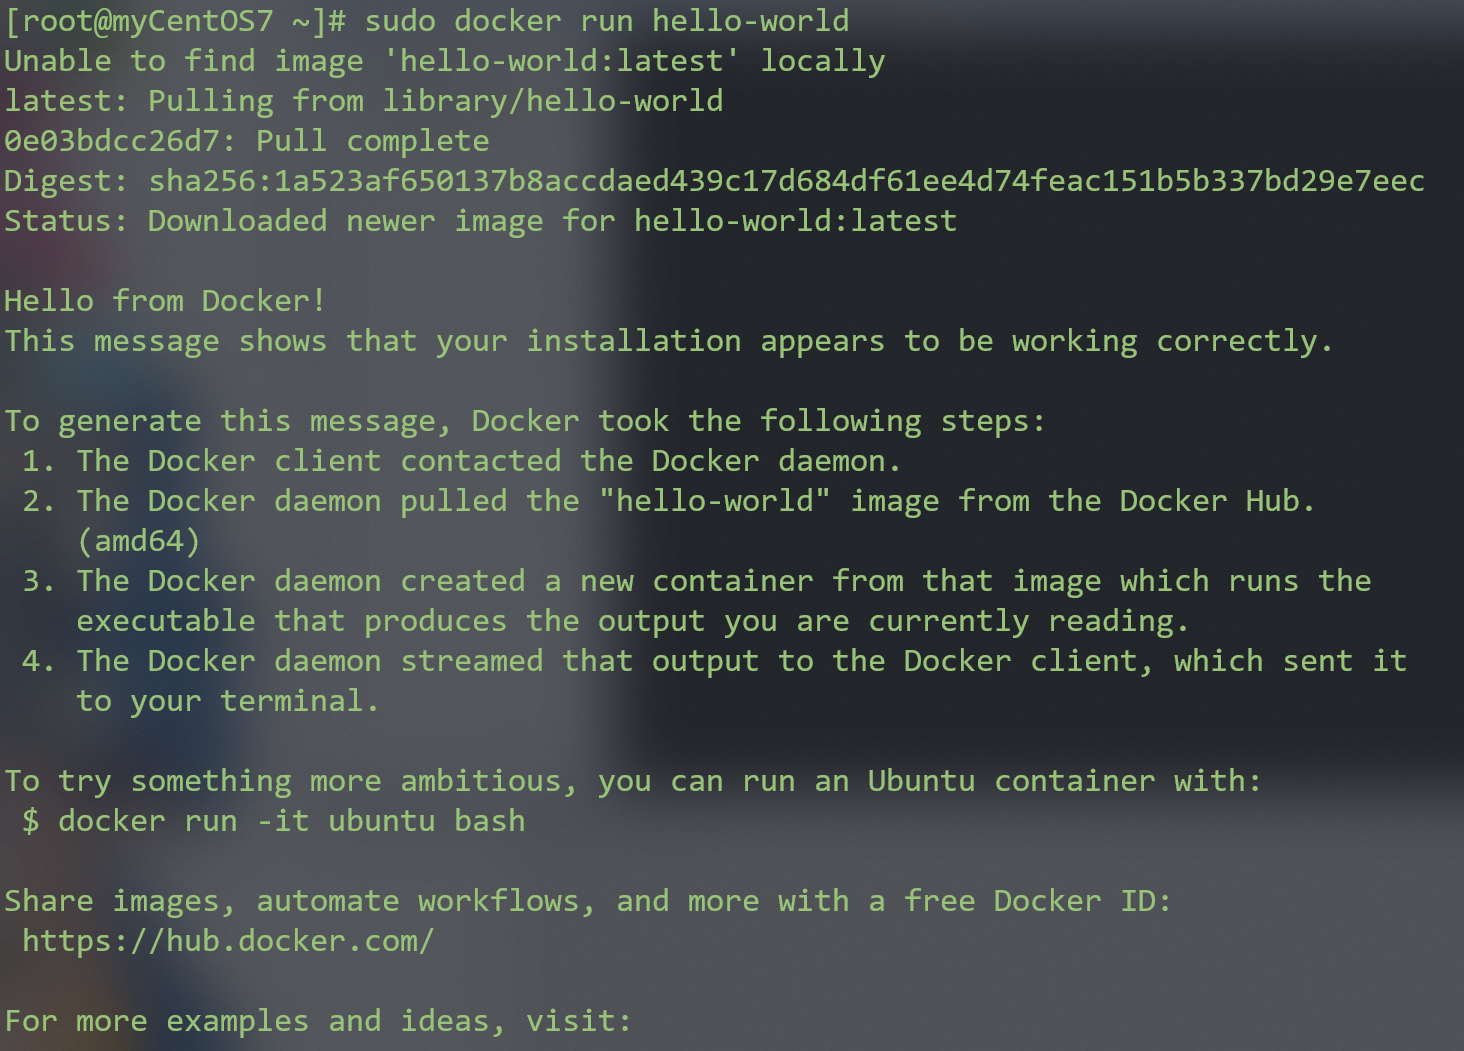 [root@myCentOS7 ~]# sudo docker run hello-world
Unable to find image 'hello-world:latest' locally
latest: Pulling from library/hello-world
0e03bdcc26d7: Pull complete
Digest: sha256:1a523af650137b8accdaed439c17d684df61ee4d74feac151b5b337bd29e7eec
Status: Downloaded newer image for hello-world:latest

Hello from Docker!
This message shows that your installation appears to be working correctly.

To generate this message, Docker took the following steps:
 1. The Docker client contacted the Docker daemon.
 2. The Docker daemon pulled the "hello-world" image from the Docker Hub.
    (amd64)
 3. The Docker daemon created a new container from that image which runs the
    executable that produces the output you are currently reading.
 4. The Docker daemon streamed that output to the Docker client, which sent it
    to your terminal.

To try something more ambitious, you can run an Ubuntu container with:
 $ docker run -it ubuntu bash

Share images, automate workflows, and more with a free Docker ID:
 https://hub.docker.com/

For more examples and ideas, visit: